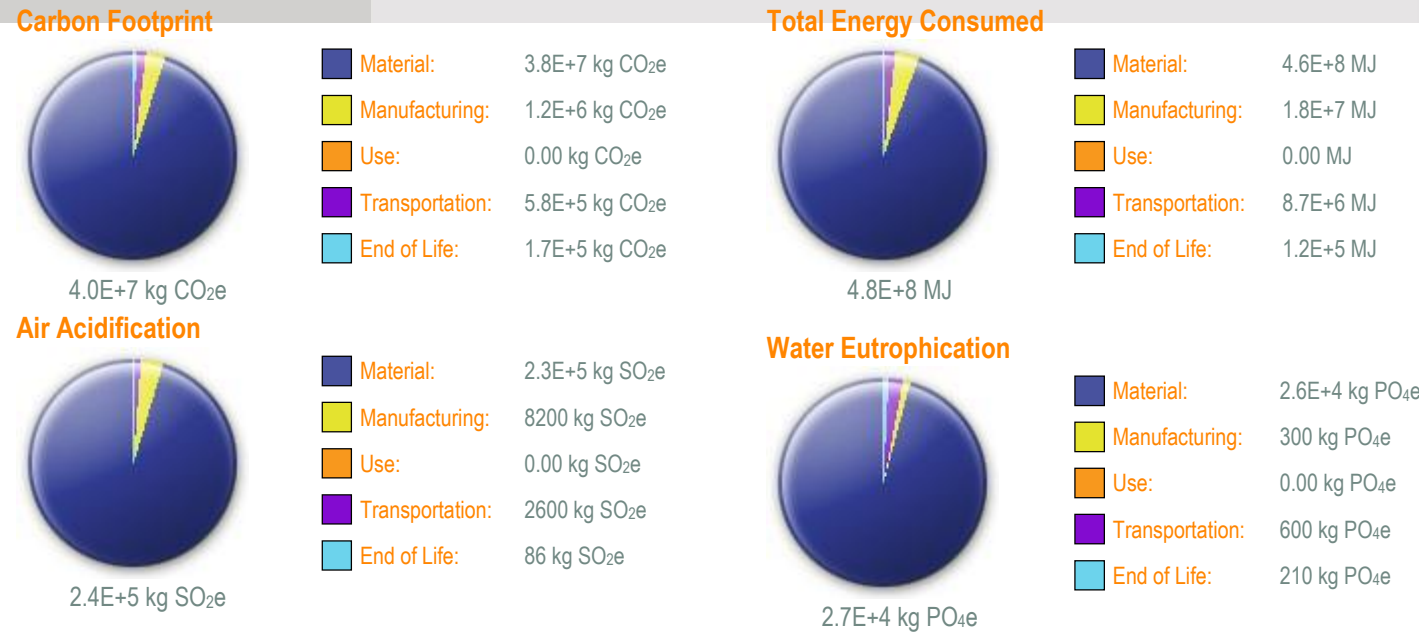 Carbon Footprint
Material: 3.8E+7 kg CO2e
Manufacturing: 1.2E+6 kg CO2e
Use: 0.00 kg CO2e
Transportation: 5.8E+5 kg CO2e
End of Life: 1.7E+5 kg CO2e
4.0E+7 kg CO2e
Total Energy Consumed
Material: 4.6E+8 MJ
Manufacturing: 1.8E+7 MJ
Use: 0.00 MJ
Transportation: 8.7E+6 MJ
End of Life: 1.2E+5 MJ
4.8E+8 MJ
Air Acidification
Material: 2.3E+5 kg SO2e
Manufacturing: 8200 kg SO2e
Use: 0.00 kg SO2e
Transportation: 2600 kg SO2e
End of Life: 86 kg SO2e
2.4E+5 kg SO2e
Water Eutrophication
Material: 2.6E+4 kg PO4e
Manufacturing: 300 kg PO4e
Use: 0.00 kg PO4e
Transportation: 600 kg PO4e
End of Life: 210 kg PO4e
2.7E+4 kg PO4e